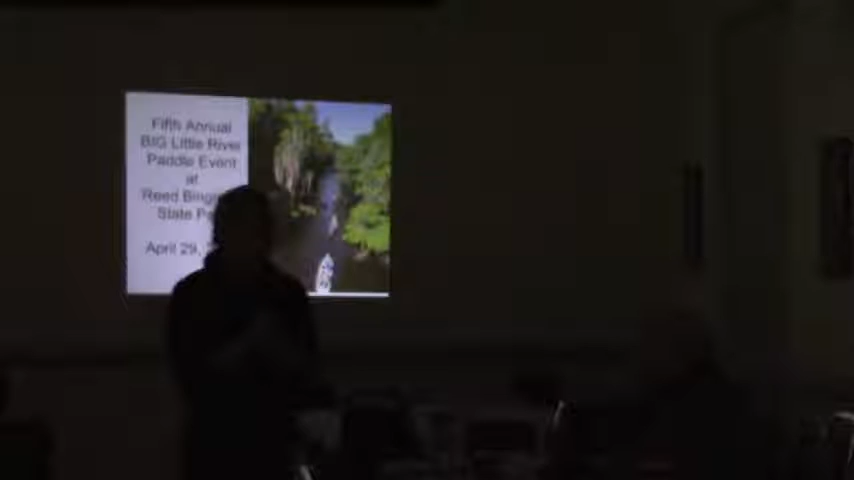 Fifth Annual
BIG Little River
Paddle Event
at
Reed
State
April 29,